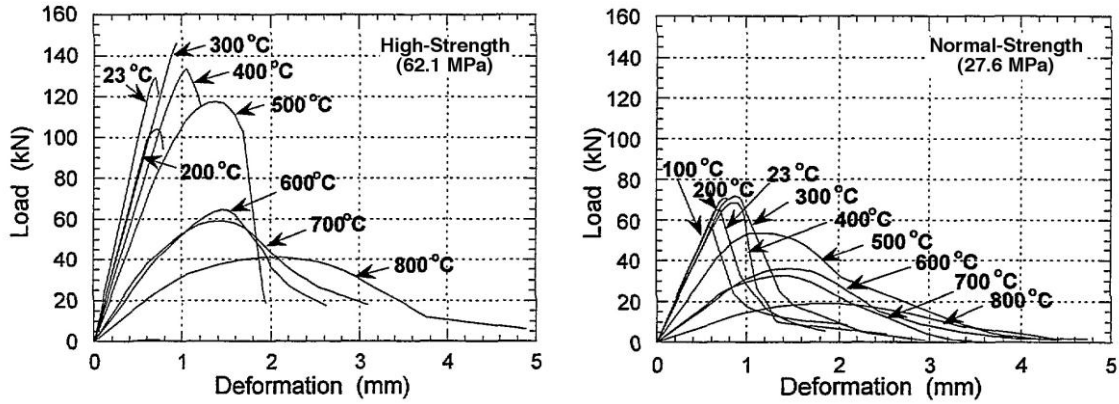 160
140
120
100
80
60
40
20
0
Load (kN)
0 1 2 3 4 5
Deformation (mm)
High-Strength
(62.1 MPa)
300 °C
23 °C
400 °C
500 °C
200 °C
600°C
700°C
800°C
160
140
120
100
80
60
40
20
0
Load (kN)
0 1 2 3 4 5
Deformation (mm)
Normal-Strength
(27.6 MPa)
100°C
200°C
23 °C
300 °C
400°C
500°C
600°C
700°C
800°C